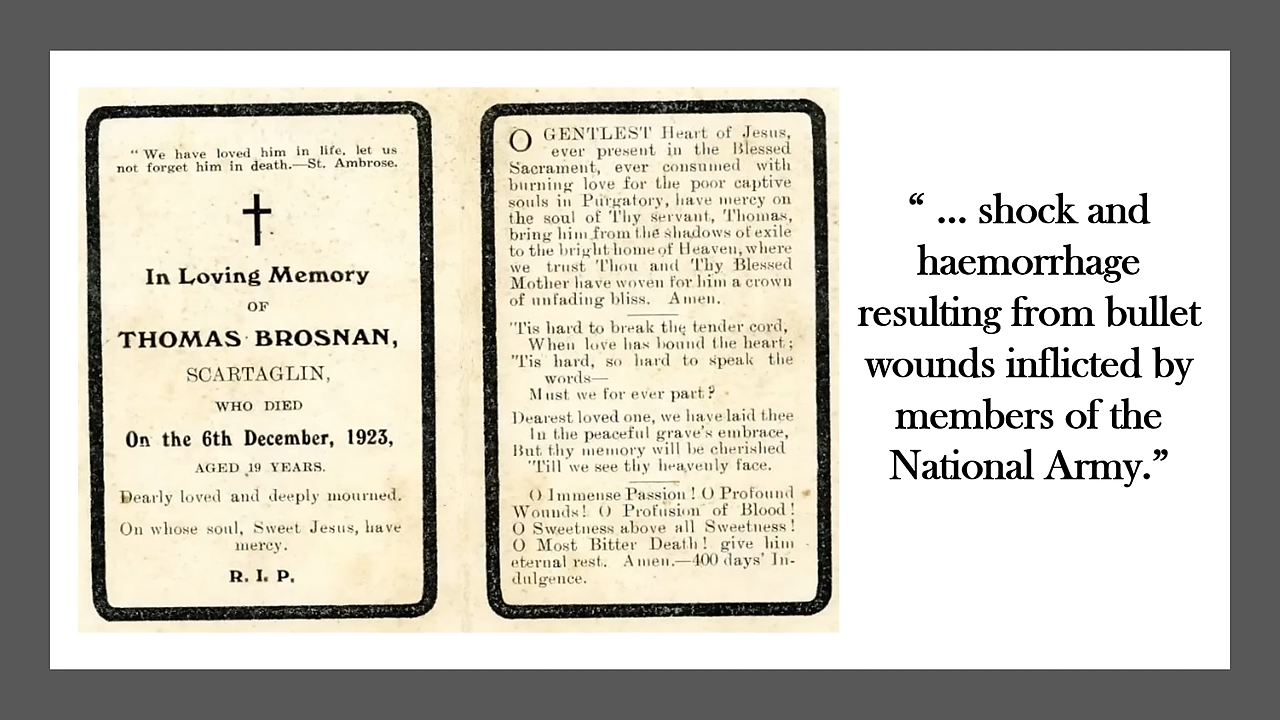 “ We have loved him in life, let us
not forget him in death.—St. Ambrose.
In Loving Memory
OF
THOMAS BROSNAN,
SCARTAGLIN,
WHO DIED
On the 6th December, 1923,
AGED 19 YEARS.
Dearly loved and deeply mourned.
On whose soul, Sweet Jesus, have
mercy.
R. I. P.
O GENTLEST Heart of Jesus,
ever present in the Blessed
Sacrament, ever consumed with
burning love for the poor captive
souls in Purgatory, have mercy on
the soul of Thy servant, Thomas,
bring him from the shadows of exile
to the bright home of Heaven, where
we trust Thou and Thy Blessed
Mother have woven for him a crown
of unfading bliss. Amen.
'Tis hard to break the tender cord,
When love has bound the heart;
'Tis hard, so hard to speak the
words—
Must we for ever part?
Dearest loved one, we have laid thee
In the peaceful grave's embrace,
But thy memory will be cherished
'Till we see thy heavenly face.
O Immense Passion! O Profound
Wounds! O Profusion of Blood!
O Sweetness above all Sweetness!
O Most Bitter Death! give him
eternal rest. Amen.—400 days' In-
dulgence.
“ ... shock and
haemorrhage
resulting from bullet
wounds inflicted by
members of the
National Army.”